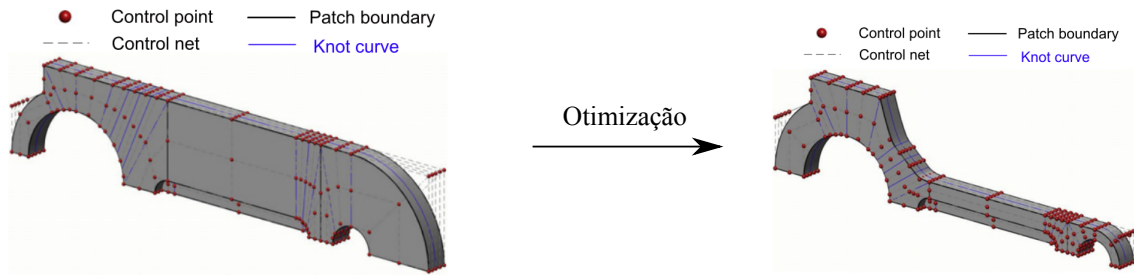 Control point
Patch boundary
Control net
Knot curve
Otimização
Control point
Patch boundary
Control net
Knot curve